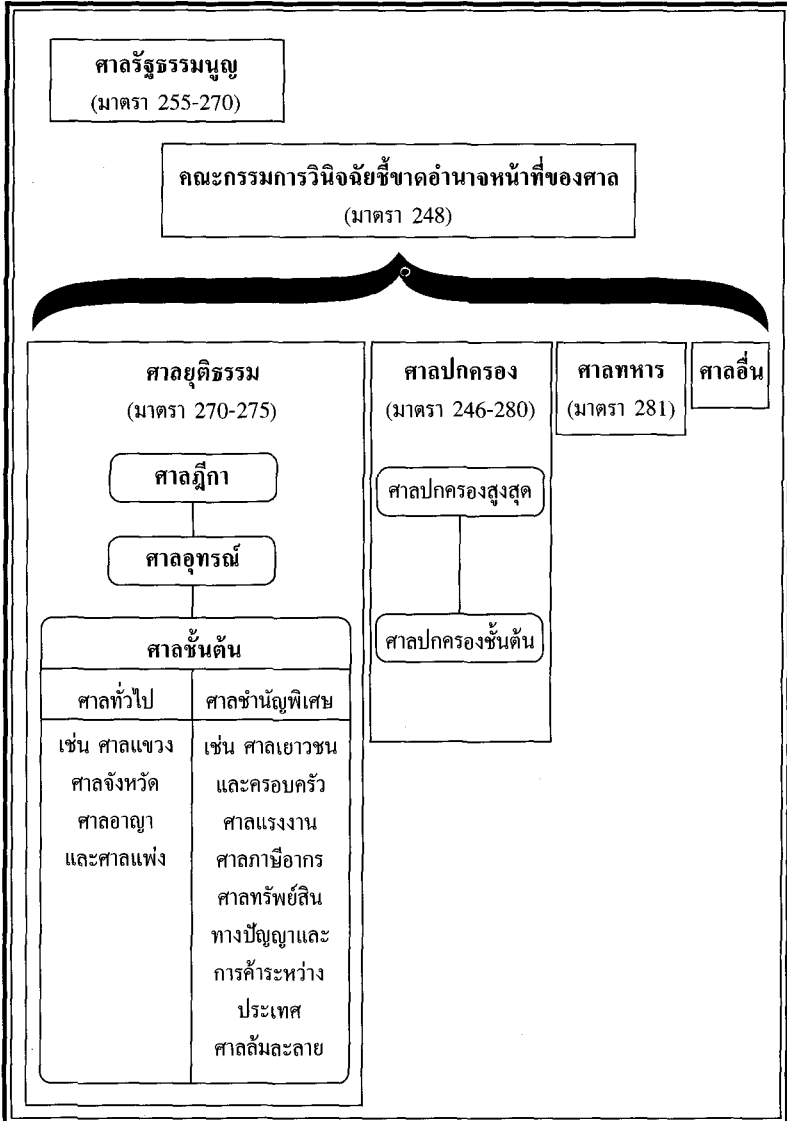 ศาลรัฐธรรมนูญ
(มาตรา 255-270)
คณะกรรมการวินิจฉัยชี้ขาดอำนาจหน้าที่ของศาล
(มาตรา 248)
ศาลยุติธรรม
(มาตรา 270-275)
ศาลฎีกา
ศาลอุทรณ์
ศาลชั้นต้น
ศาลทั่วไป
เช่น ศาลแขวง
ศาลจังหวัด
ศาลอาญา
และศาลแพ่ง
ศาลชำนัญพิเศษ
เช่น ศาลเยาวชน
และครอบครัว
ศาลแรงงาน
ศาลภาษีอากร
ศาลทรัพย์สิน
ทางปัญญาและ
การค้าระหว่าง
ประเทศ
ศาลล้มละลาย
ศาลปกครอง
(มาตรา 246-280)
ศาลปกครองสูงสุด
ศาลปกครองชั้นต้น
ศาลทหาร
(มาตรา 281)
ศาลอื่น